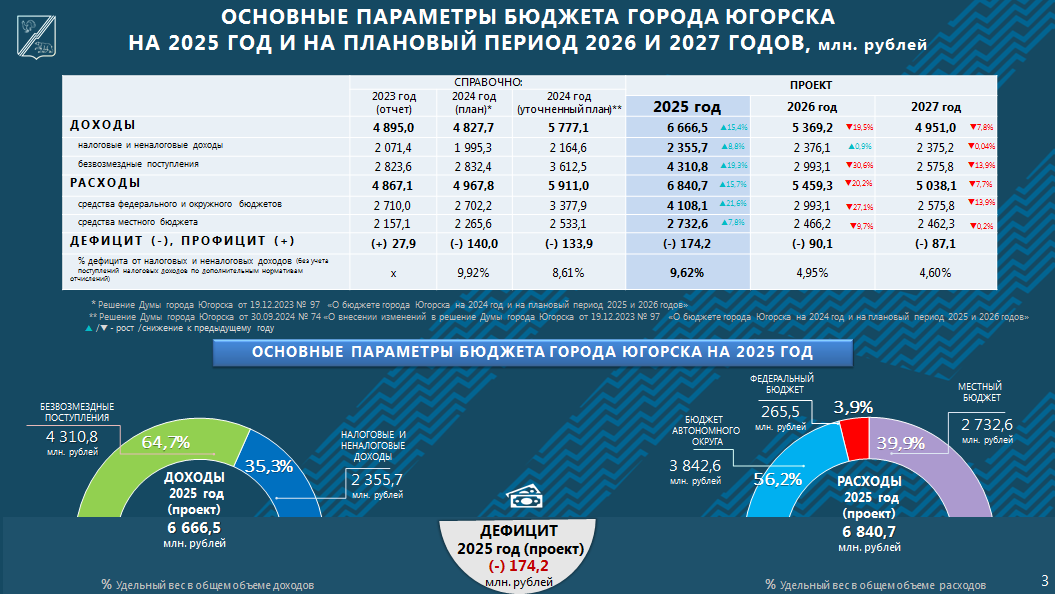 ОСНОВНЫЕ ПАРАМЕТРЫ БЮДЖЕТА ГОРОДА ЮГОРСКА
НА 2025 ГОД И НА ПЛАНОВЫЙ ПЕРИОД 2026 И 2027 ГОДОВ, млн. рублей
СПРАВОЧНО: ПРОЕКТ
2023 год (отчет) 2024 год (план)* 2024 год (уточненный план)** 2025 год 2026 год 2027 год
ДОХОДЫ 4 895,0 4 827,7 5 777,1 6 666,5 ▲15,4% 5 369,2 ▼19,5% 4 951,0 ▼7,8%
налоговые и неналоговые доходы 2 071,4 1 995,3 2 164,6 2 355,7 ▲8,8% 2 376,1 ▲0,9% 2 375,2 ▼0,04%
безвозмездные поступления 2 823,6 2 832,4 3 612,5 4 310,8 ▲19,3% 2 993,1 ▼30,6% 2 575,8 ▼13,9%
РАСХОДЫ 4 867,1 4 967,8 5 911,0 6 840,7 ▲15,7% 5 459,3 ▼20,2% 5 038,1 ▼7,7%
средства федерального и окружного бюджетов 2 710,0 2 702,2 3 377,9 4 108,1 ▲21,6% 2 993,1 ▼27,1% 2 575,8 ▼13,9%
средства местного бюджета 2 157,1 2 265,6 2 533,1 2 732,6 ▲7,8% 2 466,2 ▼9,7% 2 462,3 ▼0,2%
ДЕФИЦИТ (-), ПРОФИЦИТ (+) (+) 27,9 (-) 140,0 (-) 133,9 (-) 174,2 (-) 90,1 (-) 87,1
% дефицита от налоговых и неналоговых доходов (без учета
поступлений налоговых доходов по дополнительным нормативам
отчислений) х 9,92% 8,61% 9,62% 4,95% 4,60%
* Решение Думы города Югорска от 19.12.2023 № 97 «О бюджете города Югорска на 2024 год и на плановый период 2025 и 2026 годов»
** Решение Думы города Югорска от 30.09.2024 № 74 «О внесении изменений в решение Думы города Югорска от 19.12.2023 № 97 «О бюджете города Югорска на 2024 год и на плановый период 2025 и 2026 годов»
▲/▼ - рост /снижение к предыдущему году
ОСНОВНЫЕ ПАРАМЕТРЫ БЮДЖЕТА ГОРОДА ЮГОРСКА НА 2025 ГОД
БЕЗВОЗМЕЗДНЫЕ
ПОСТУПЛЕНИЯ
4 310,8
млн. рублей
64,7%
35,3%
НАЛОГОВЫЕ И
НЕНАЛОГОВЫЕ
ДОХОДЫ
2 355,7
млн. рублей
ДОХОДЫ
2025 год
(проект)
6 666,5
млн. рублей
% Удельный вес в общем объеме доходов
ДЕФИЦИТ
2025 год (проект)
(-) 174,2
млн. рублей
ФЕДЕРАЛЬНЫЙ
БЮДЖЕТ
265,5
млн. рублей
3,9%
БЮДЖЕТ
АВТОНОМНОГО
ОКРУГА
3 842,6
млн. рублей
56,2%
МЕСТНЫЙ
БЮДЖЕТ
2 732,6
млн. рублей
39,9%
РАСХОДЫ
2025 год
(проект)
6 840,7
млн. рублей
% Удельный вес в общем объеме расходов
3